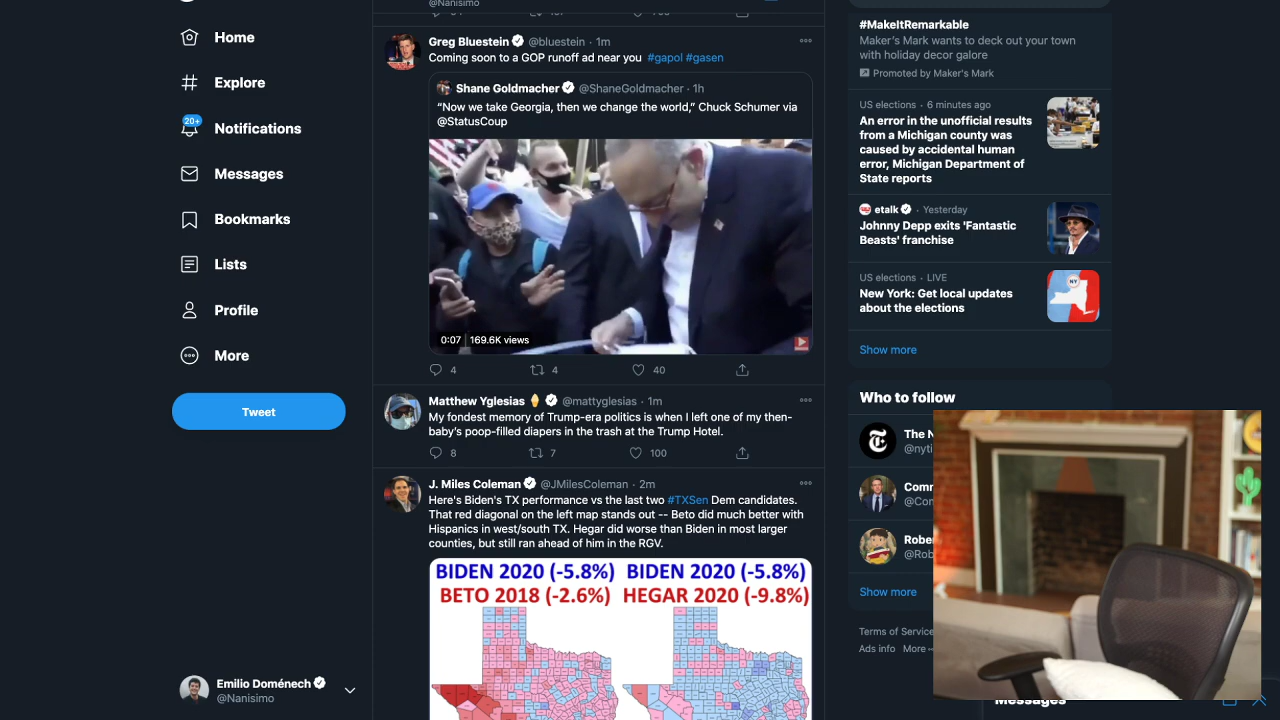 @Nanisimo
Home
Explore
20+
Notifications
Messages
Bookmarks
Lists
Profile
More
Tweet
Emilio Doménech
@Nanisimo
Greg Bluestein @bluestein · 1m
Coming soon to a GOP runoff ad near you #gapol #gasen
Shane Goldmacher @ShaneGoldmacher · 1h
“Now we take Georgia, then we change the world,” Chuck Schumer via
@StatusCoup
0:07 169.6K views
4 4 40
Matthew Yglesias @mattyglesias · 1m
My fondest memory of Trump-era politics is when I left one of my then-
baby's poop-filled diapers in the trash at the Trump Hotel.
8 7 100
J. Miles Coleman @JMilesColeman · 2m
Here's Biden's TX performance vs the last two #TXSen Dem candidates.
That red diagonal on the left map stands out -- Beto did much better with
Hispanics in west/south TX. Hegar did worse than Biden in most larger
counties, but still ran ahead of him in the RGV.
BIDEN 2020 (-5.8%) BIDEN 2020 (-5.8%)
BETO 2018 (-2.6%) HEGAR 2020 (-9.8%)
#MakeItRemarkable
Maker's Mark wants to deck out your town
with holiday decor galore
Promoted by Maker's Mark
US elections · 6 minutes ago
An error in the unofficial results
from a Michigan county was
caused by accidental human
error, Michigan Department of
State reports
etalk · Yesterday
Johnny Depp exits 'Fantastic
Beasts' franchise
US elections · LIVE
New York: Get local updates
about the elections
NY
Show more
Who to follow
The N
@nyti
Com
@Con
Rober
@Rob
Show more
Terms of Service
Ads info More
Messages